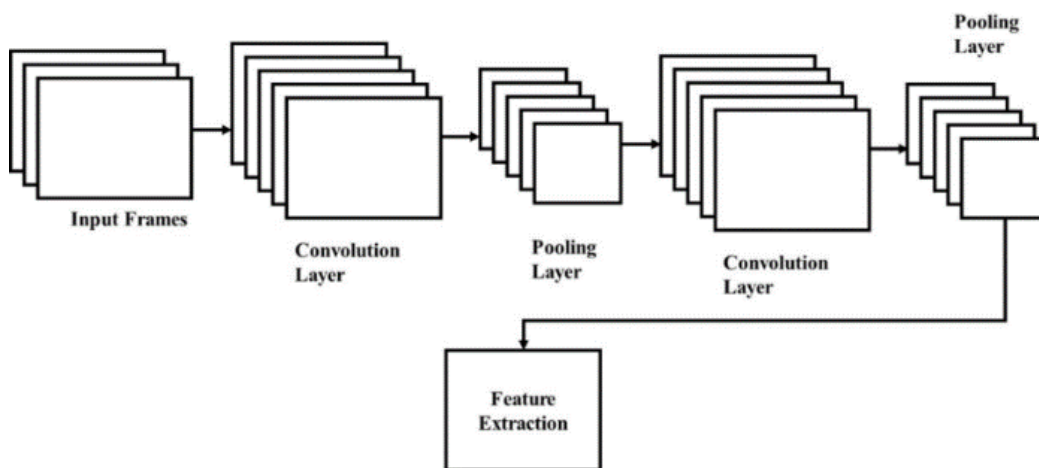 Input Frames
Convolution
Layer
Pooling
Layer
Convolution
Layer
Pooling
Layer
Feature
Extraction